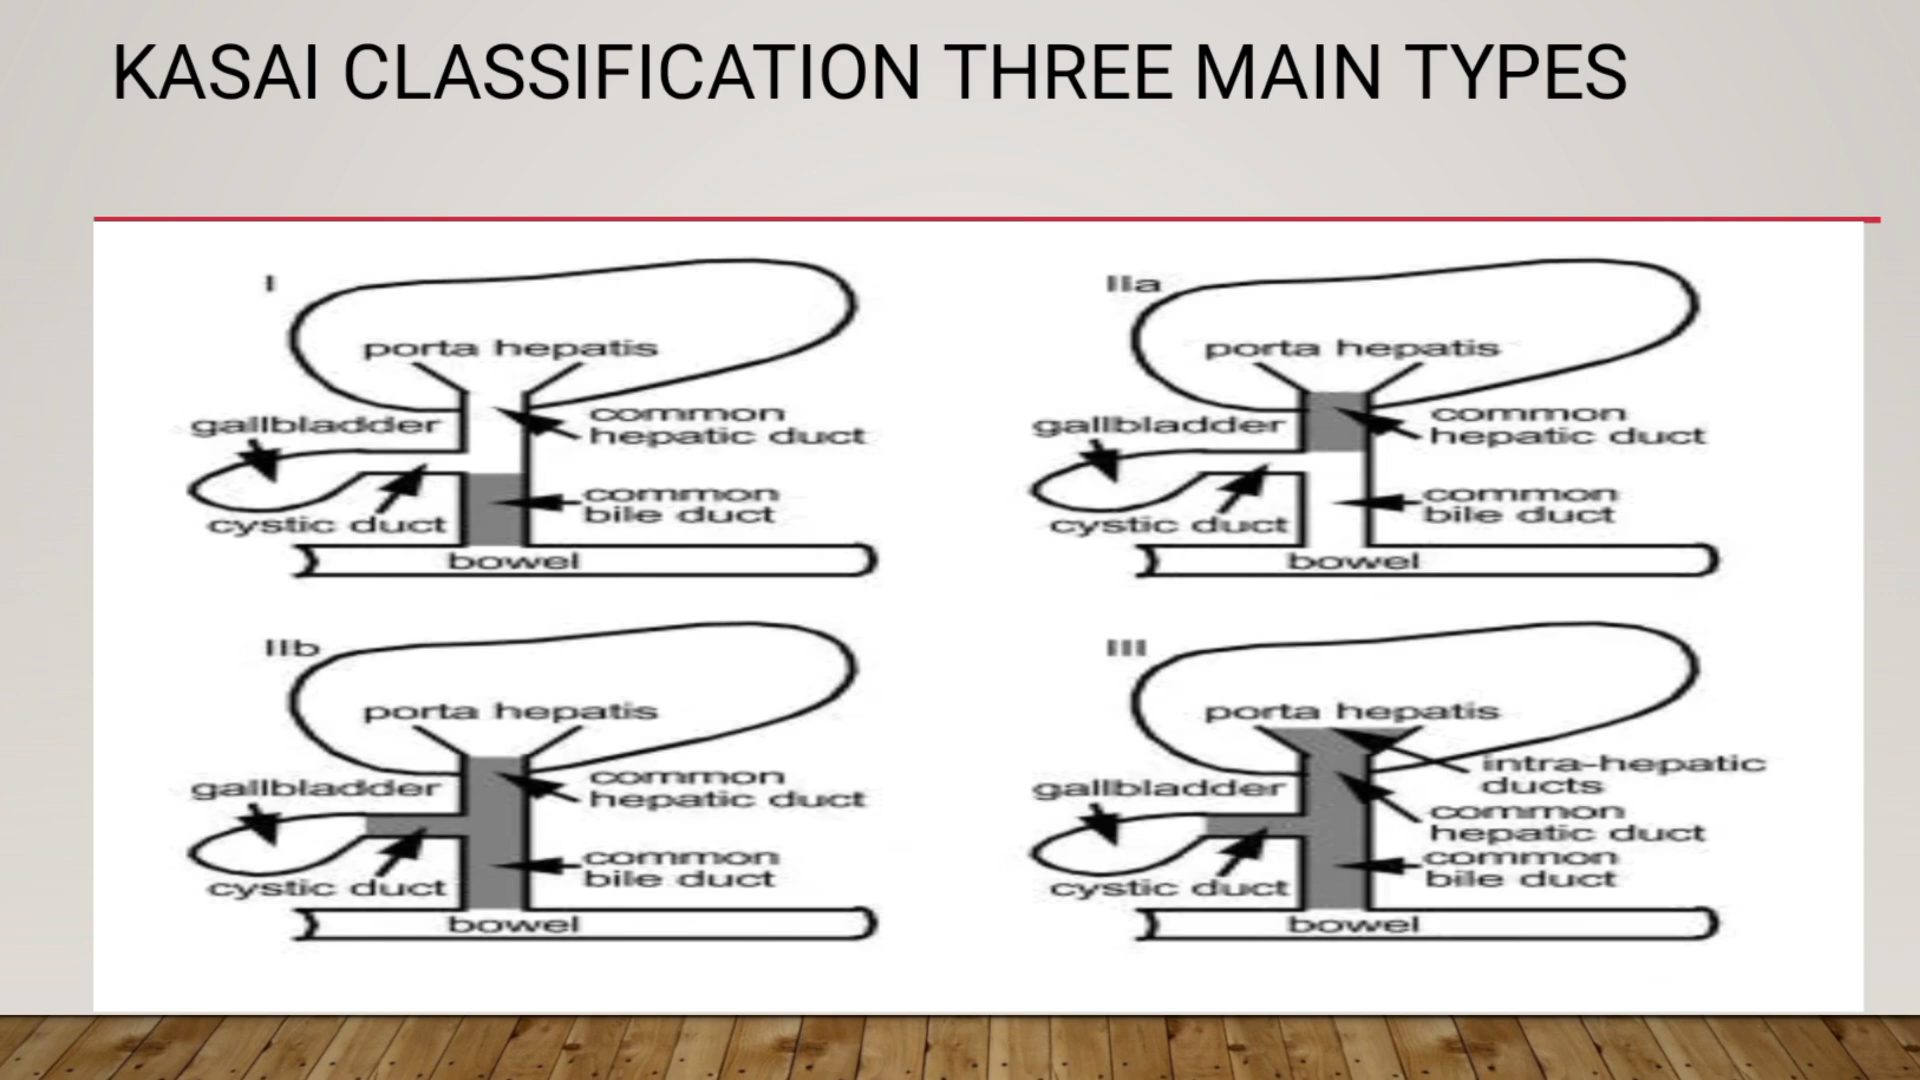 KASAI CLASSIFICATION THREE MAIN TYPES
I
porta hepatis
gallbladder
common
hepatic duct
common
bile duct
cystic duct
bowel
IIa
porta hepatis
gallbladder
common
hepatic duct
common
bile duct
cystic duct
bowel
IIb
porta hepatis
gallbladder
common
hepatic duct
common
bile duct
cystic duct
bowel
III
porta hepatis
intra-hepatic
ducts
gallbladder
common
hepatic duct
common
bile duct
cystic duct
bowel